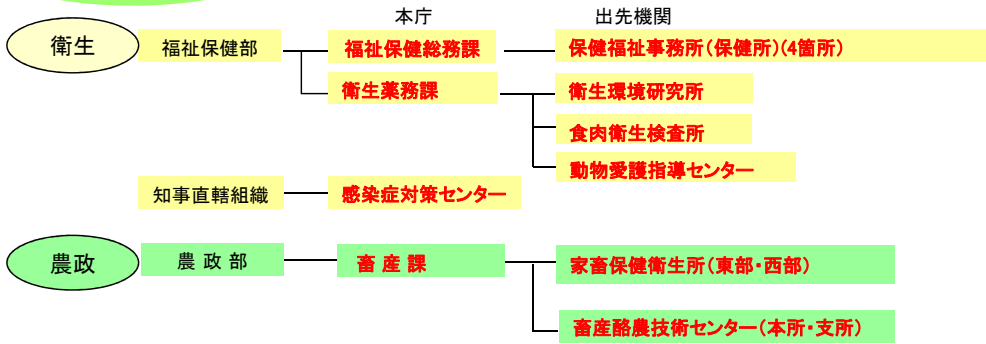 本庁 出先機関
衛生 福祉保健部 福祉保健総務課 保健福祉事務所（保健所）（4箇所）
衛生薬務課 衛生環境研究所
食肉衛生検査所
動物愛護指導センター
知事直轄組織 感染症対策センター
農政 農政部 畜産課 家畜保健衛生所（東部・西部）
畜産酪農技術センター（本所・支所）